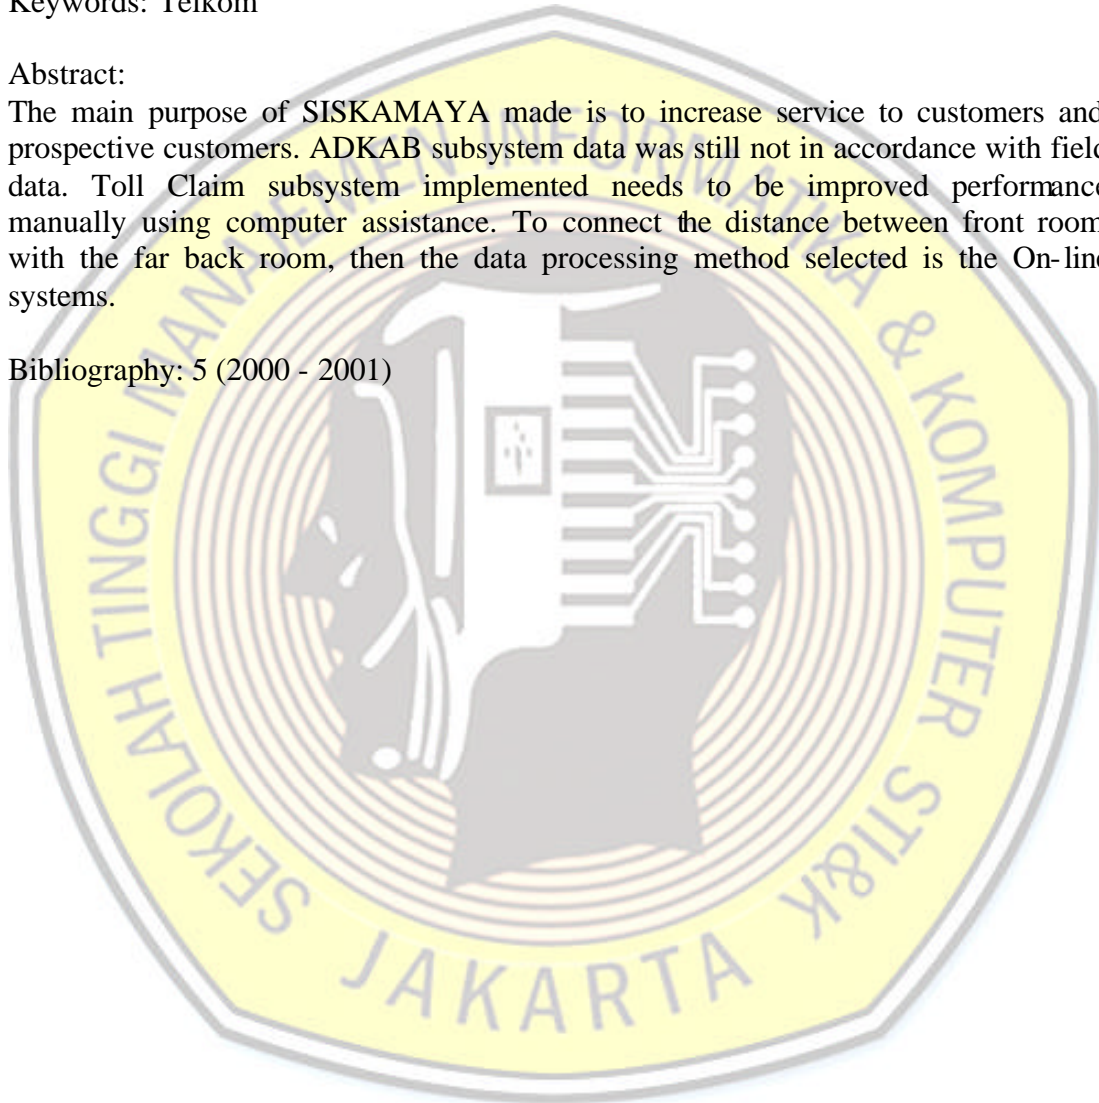 Keywords: Telkom
Abstract:
The main purpose of SISKAMAYA made is to increase service to customers and
prospective customers. ADKAB subsystem data was still not in accordance with field
data. Toll Claim subsystem implemented needs to be improved performance
manually using computer assistance. To connect the distance between front room
with the far back room, then the data processing method selected is the On-line
systems.
Bibliography: 5 (2000 - 2001)
SEKOLAH TINGGI MANAJEMEN INFORMATIKA & KOMPUTER STI&K
JAKARTA